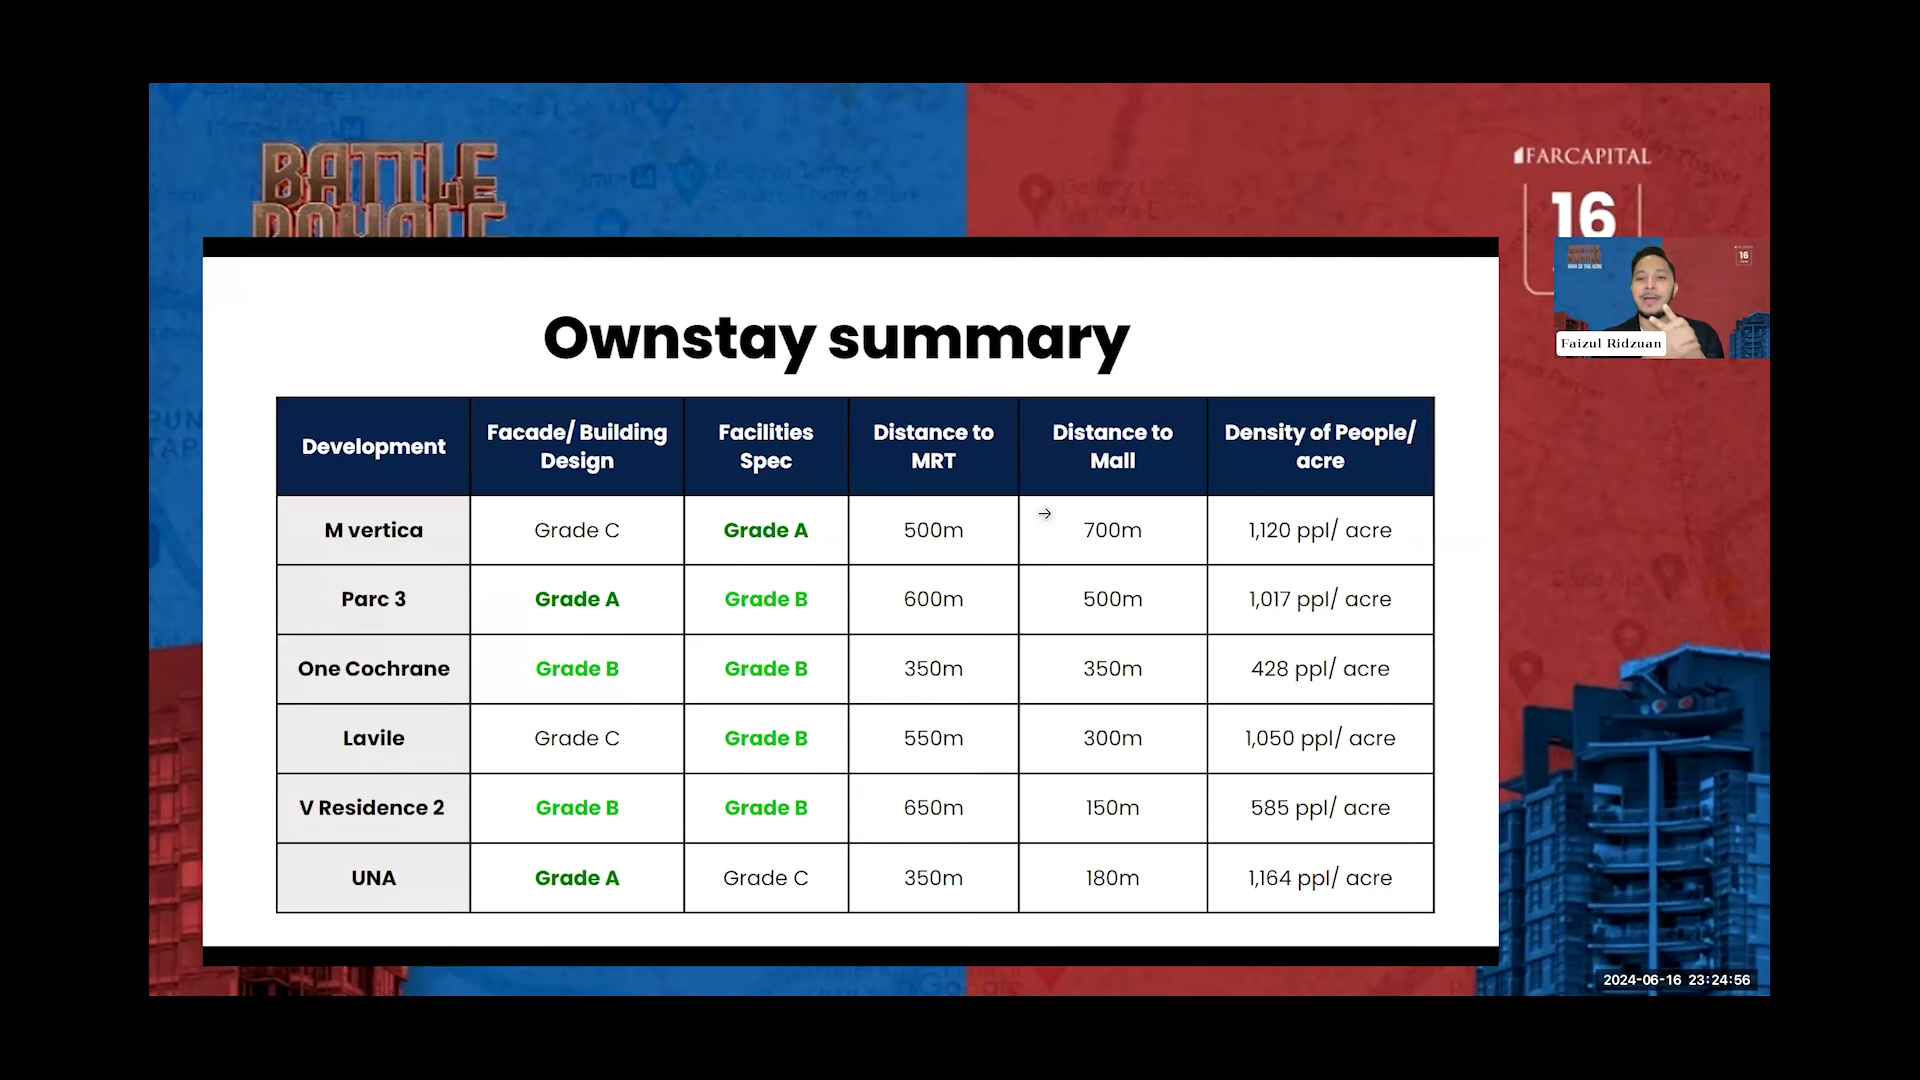 BATTLE
ROYALE
FARCAPITAL
16
Faizul Ridzuan
Ownstay summary
Development Facade/ Building Design Facilities Spec Distance to MRT Distance to Mall Density of People/ acre
M vertica Grade C Grade A 500m 700m 1,120 ppl/ acre
Parc 3 Grade A Grade B 600m 500m 1,017 ppl/ acre
One Cochrane Grade B Grade B 350m 350m 428 ppl/ acre
Lavile Grade C Grade B 550m 300m 1,050 ppl/ acre
V Residence 2 Grade B Grade B 650m 150m 585 ppl/ acre
UNA Grade A Grade C 350m 180m 1,164 ppl/ acre
2024-06-16 23:24:56